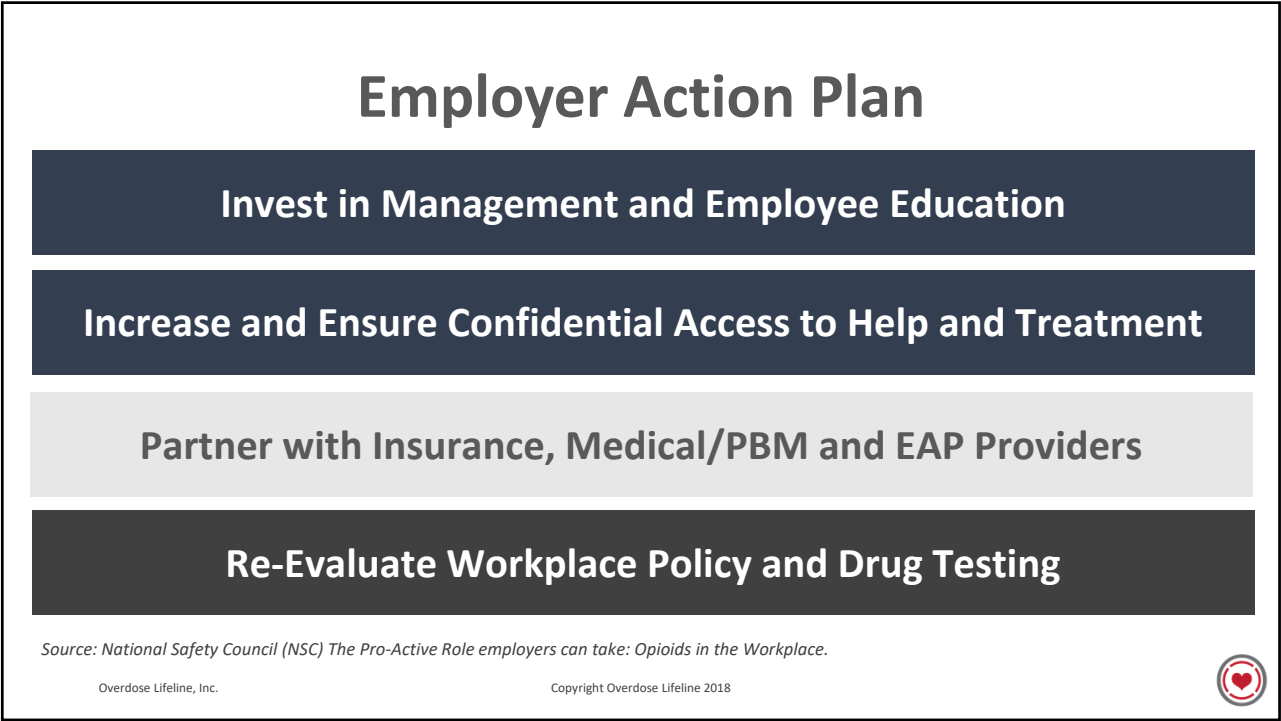 Employer Action Plan
Invest in Management and Employee Education
Increase and Ensure Confidential Access to Help and Treatment
Partner with Insurance, Medical/PBM and EAP Providers
Re-Evaluate Workplace Policy and Drug Testing
Source: National Safety Council (NSC) The Pro-Active Role employers can take: Opioids in the Workplace.
Overdose Lifeline, Inc.
Copyright Overdose Lifeline 2018